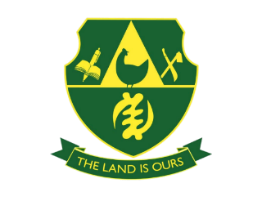 THE LAND IS OURS